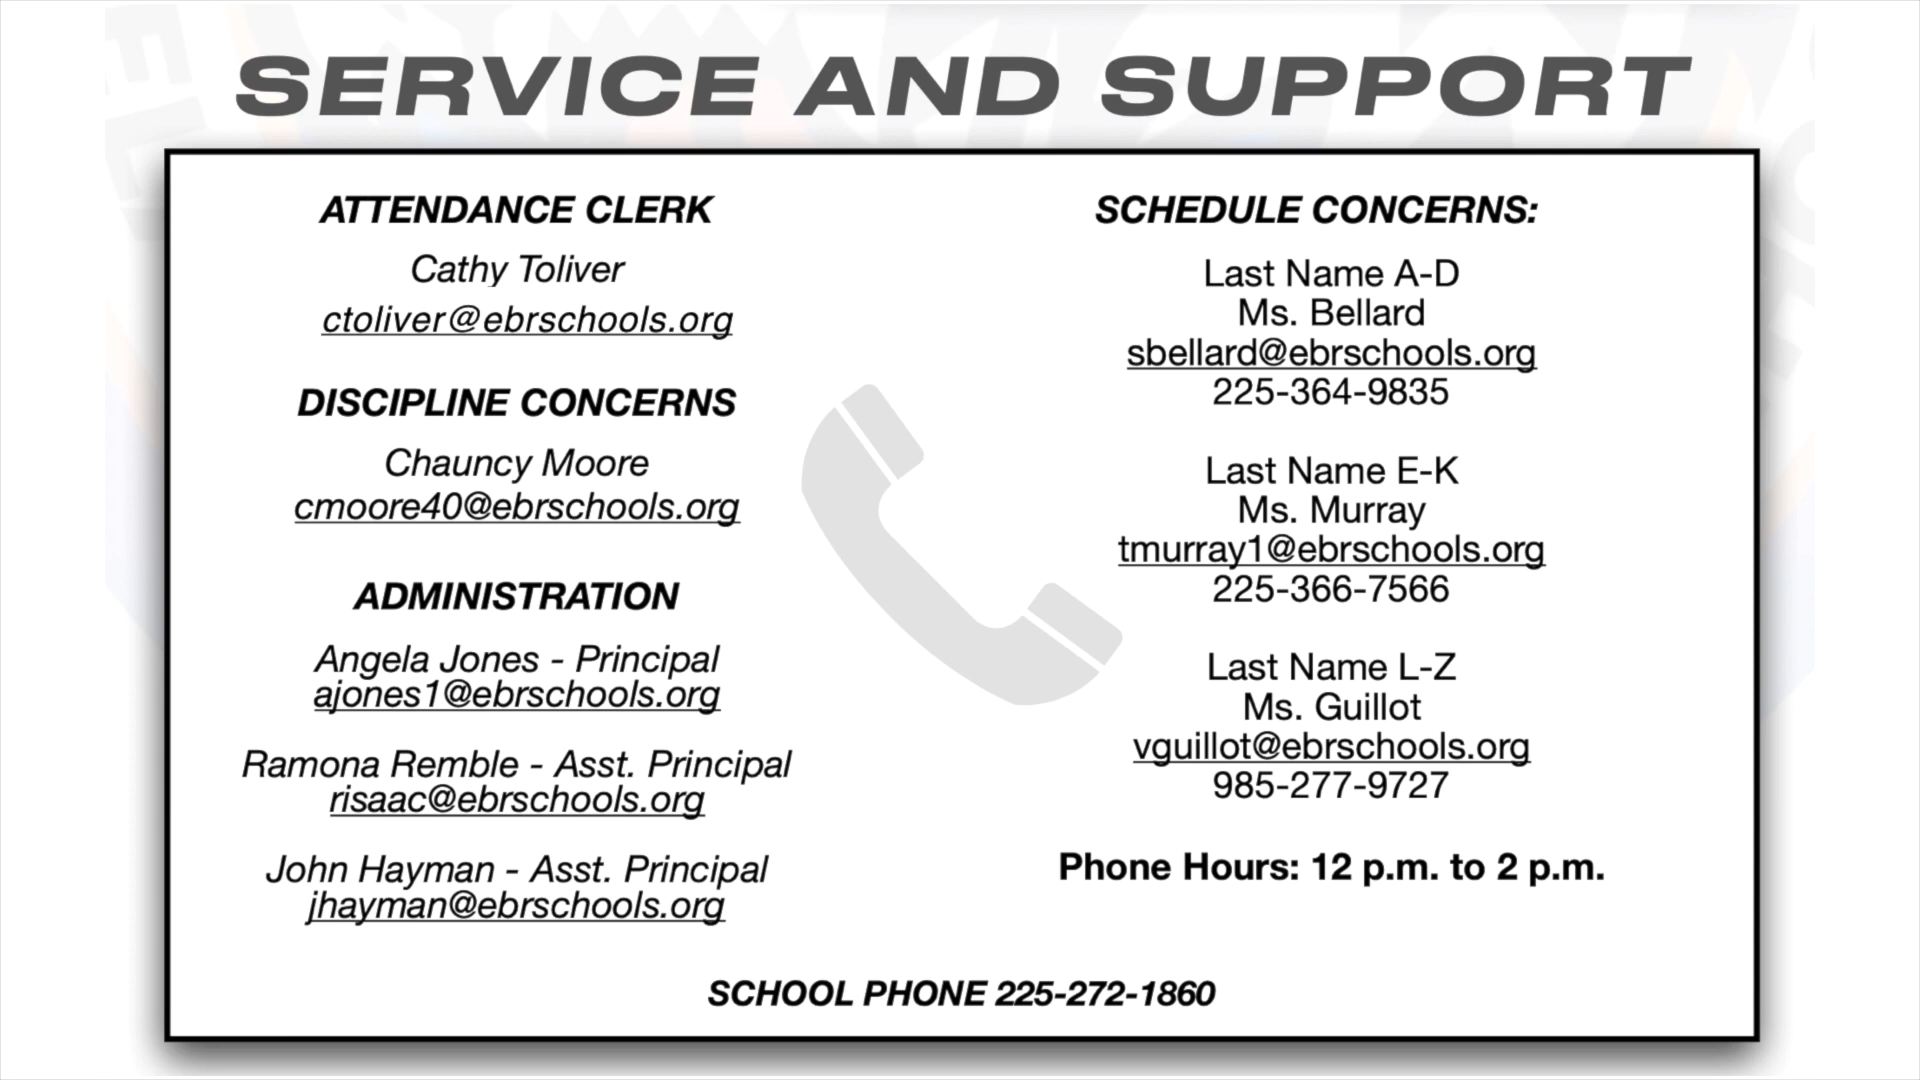 SERVICE AND SUPPORT
ATTENDANCE CLERK
Cathy Toliver
ctoliver@ebrschools.org
DISCIPLINE CONCERNS
Chauncy Moore
cmoore40@ebrschools.org
ADMINISTRATION
Angela Jones - Principal
ajones1@ebrschools.org
Ramona Remble - Asst. Principal
risaac@ebrschools.org
John Hayman - Asst. Principal
jhayman@ebrschools.org
SCHEDULE CONCERNS:
Last Name A-D
Ms. Bellard
sbellard@ebrschools.org
225-364-9835
Last Name E-K
Ms. Murray
tmurray1@ebrschools.org
225-366-7566
Last Name L-Z
Ms. Guillot
vguillot@ebrschools.org
985-277-9727
Phone Hours: 12 p.m. to 2 p.m.
SCHOOL PHONE 225-272-1860